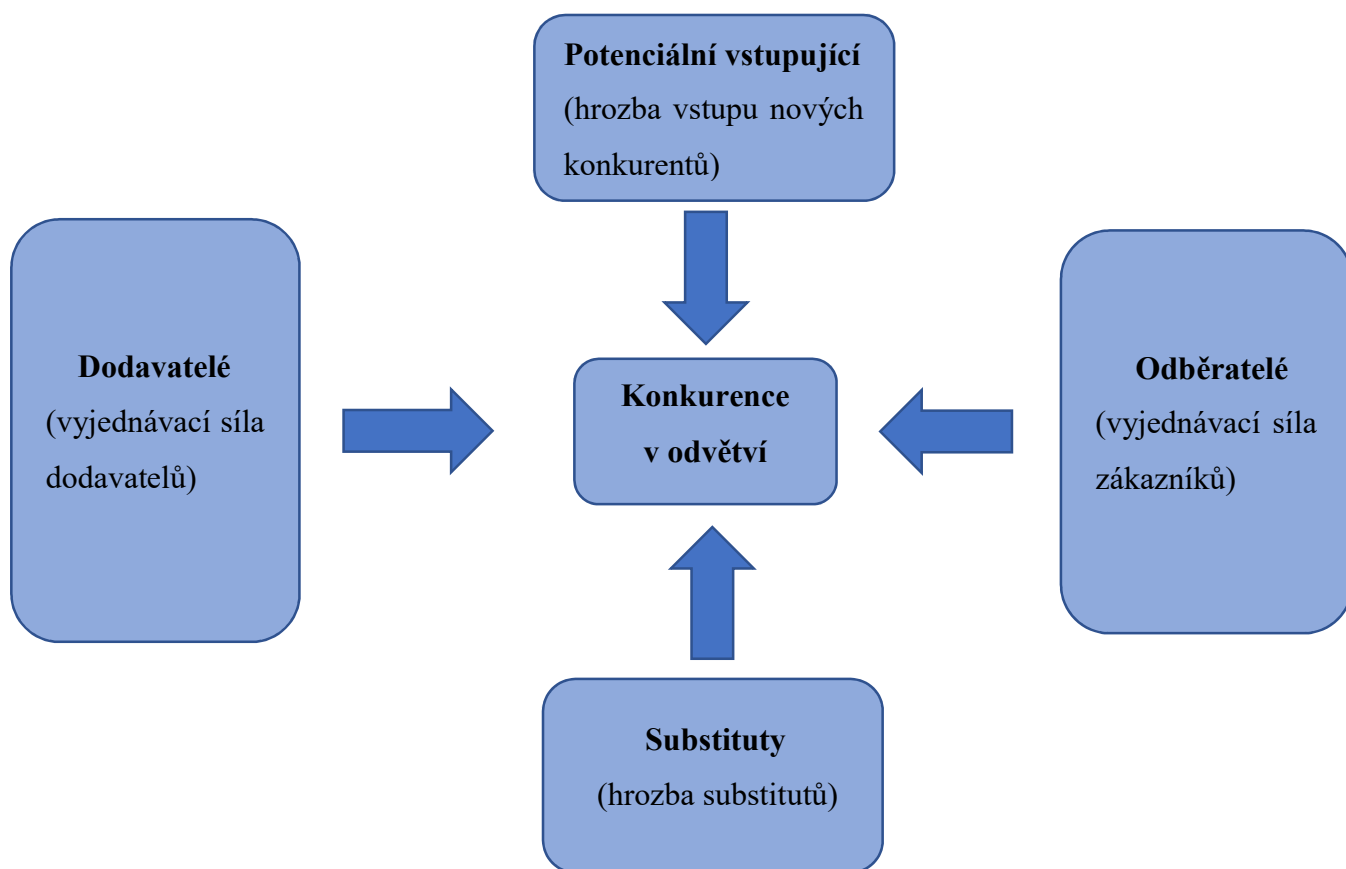 Potenciální vstupující
(hrozba vstupu nových
konkurentů)
Dodavatelé
(vyjednávací síla
dodavatelů)
Konkurence
v odvětví
Odběratelé
(vyjednávací síla
zákazníků)
Substituty
(hrozba substitutů)